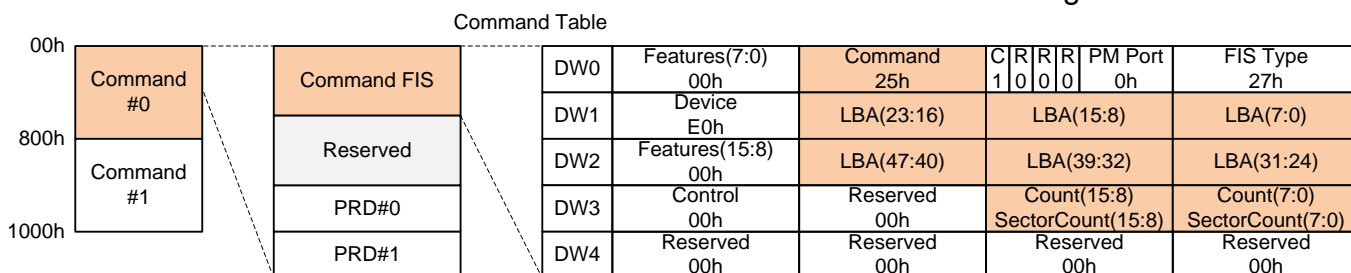 Command Table
00h
800h
1000h
Command
#0
Command
#1
Command FIS
Reserved
PRD#0
PRD#1
DW0
Features(7:0)
00h
Command
25h
C R R R PM Port
1 0 0 0 0h
FIS Type
27h
DW1
Device
E0h
LBA(23:16)
LBA(15:8)
LBA(7:0)
DW2
Features(15:8)
00h
LBA(47:40)
LBA(39:32)
LBA(31:24)
DW3
Control
00h
Reserved
00h
Count(15:8)
SectorCount(15:8)
Count(7:0)
SectorCount(7:0)
DW4
Reserved
00h
Reserved
00h
Reserved
00h
Reserved
00h